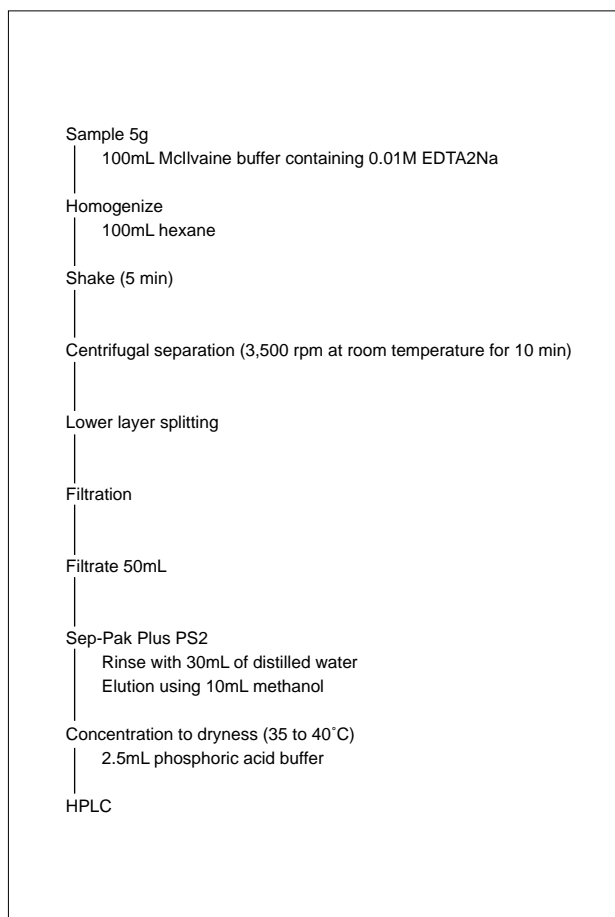 Sample 5g
100mL McIlvaine buffer containing 0.01M EDTA2Na
Homogenize
100mL hexane
Shake (5 min)
Centrifugal separation (3,500 rpm at room temperature for 10 min)
Lower layer splitting
Filtration
Filtrate 50mL
Sep-Pak Plus PS2
Rinse with 30mL of distilled water
Elution using 10mL methanol
Concentration to dryness (35 to 40˚C)
2.5mL phosphoric acid buffer
HPLC